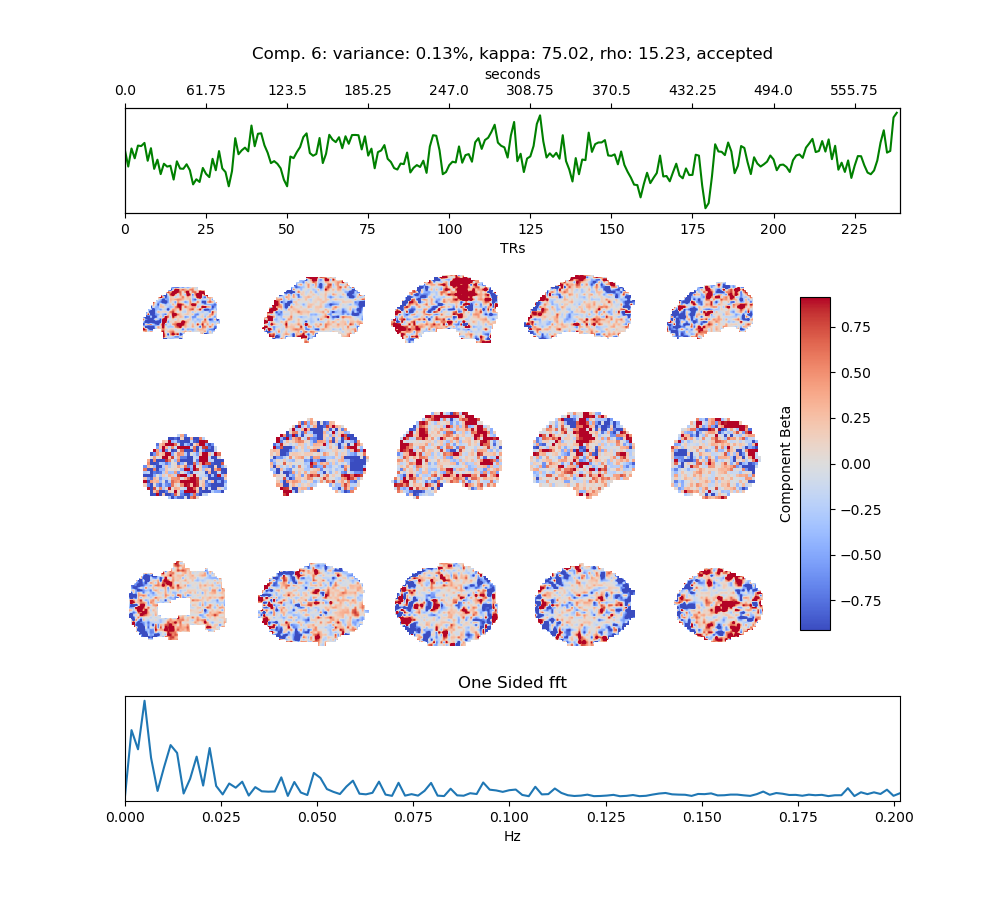 Comp. 6: variance: 0.13%, kappa: 75.02, rho: 15.23, accepted
seconds
0.0 61.75 123.5 185.25 247.0 308.75 370.5 432.25 494.0 555.75
0 25 50 75 100 125 150 175 200 225
TRs
0.75
0.50
0.25
0.00
−0.25
−0.50
−0.75
Component Beta
One Sided fft
0.000 0.025 0.050 0.075 0.100 0.125 0.150 0.175 0.200
Hz